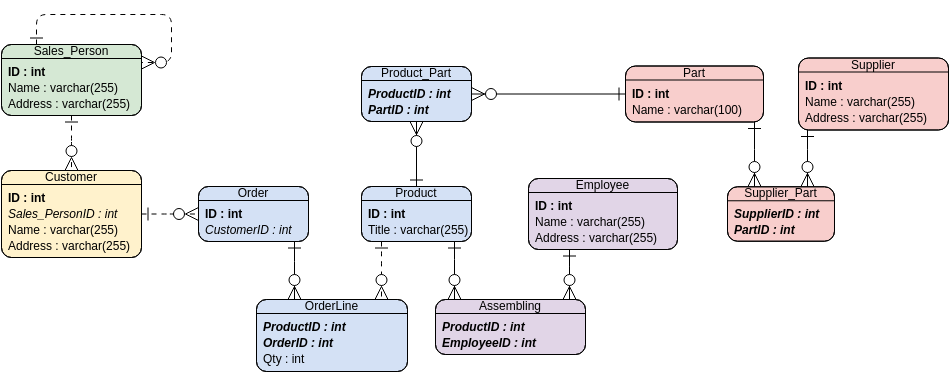 Sales_Person
ID : int
Name : varchar(255)
Address : varchar(255)
Customer
ID : int
Sales_PersonID : int
Name : varchar(255)
Address : varchar(255)
Order
ID : int
CustomerID : int
Product_Part
ProductID : int
PartID : int
Product
ID : int
Title : varchar(255)
OrderLine
ProductID : int
OrderID : int
Qty : int
Employee
ID : int
Name : varchar(255)
Address : varchar(255)
Assembling
ProductID : int
EmployeeID : int
Part
ID : int
Name : varchar(100)
Supplier
ID : int
Name : varchar(255)
Address : varchar(255)
Supplier_Part
SupplierID : int
PartID : int